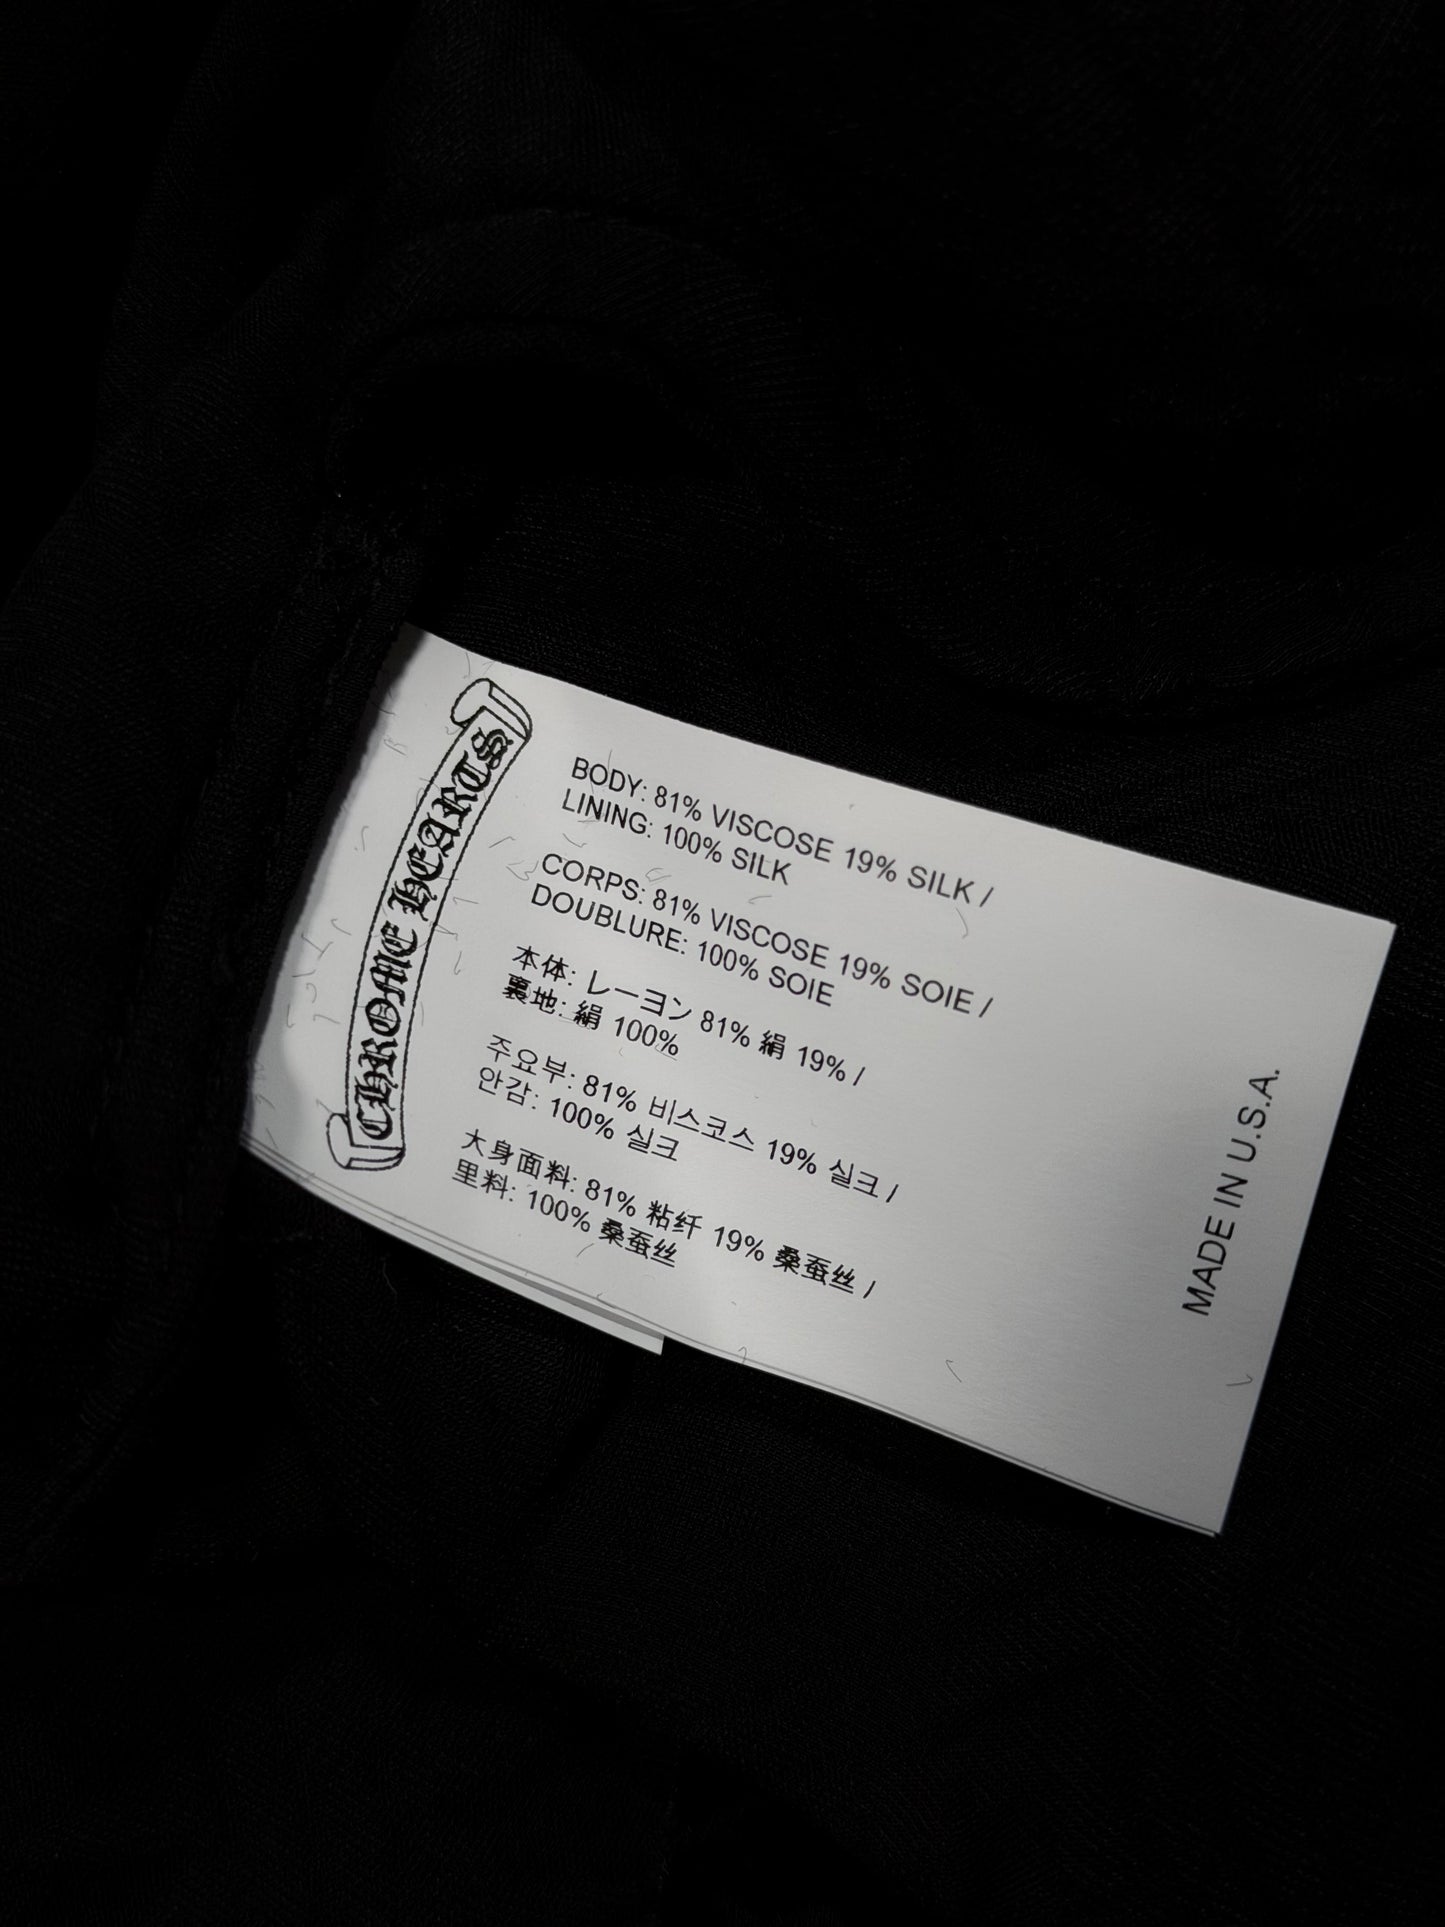 CHROME HEARTS
BODY: 81% VISCOSE 19% SILK /
LINING: 100% SILK
CORPS: 81% VISCOSE 19% SOIE /
DOUBLURE: 100% SOIE
本体: レーヨン 81% 絹 19% /
裏地: 絹 100%
주요부: 81% 비스코스 19% 실크 /
안감: 100% 실크
大身面料: 81% 粘纤 19% 桑蚕丝 /
里料: 100% 桑蚕丝
MADE IN U.S.A.